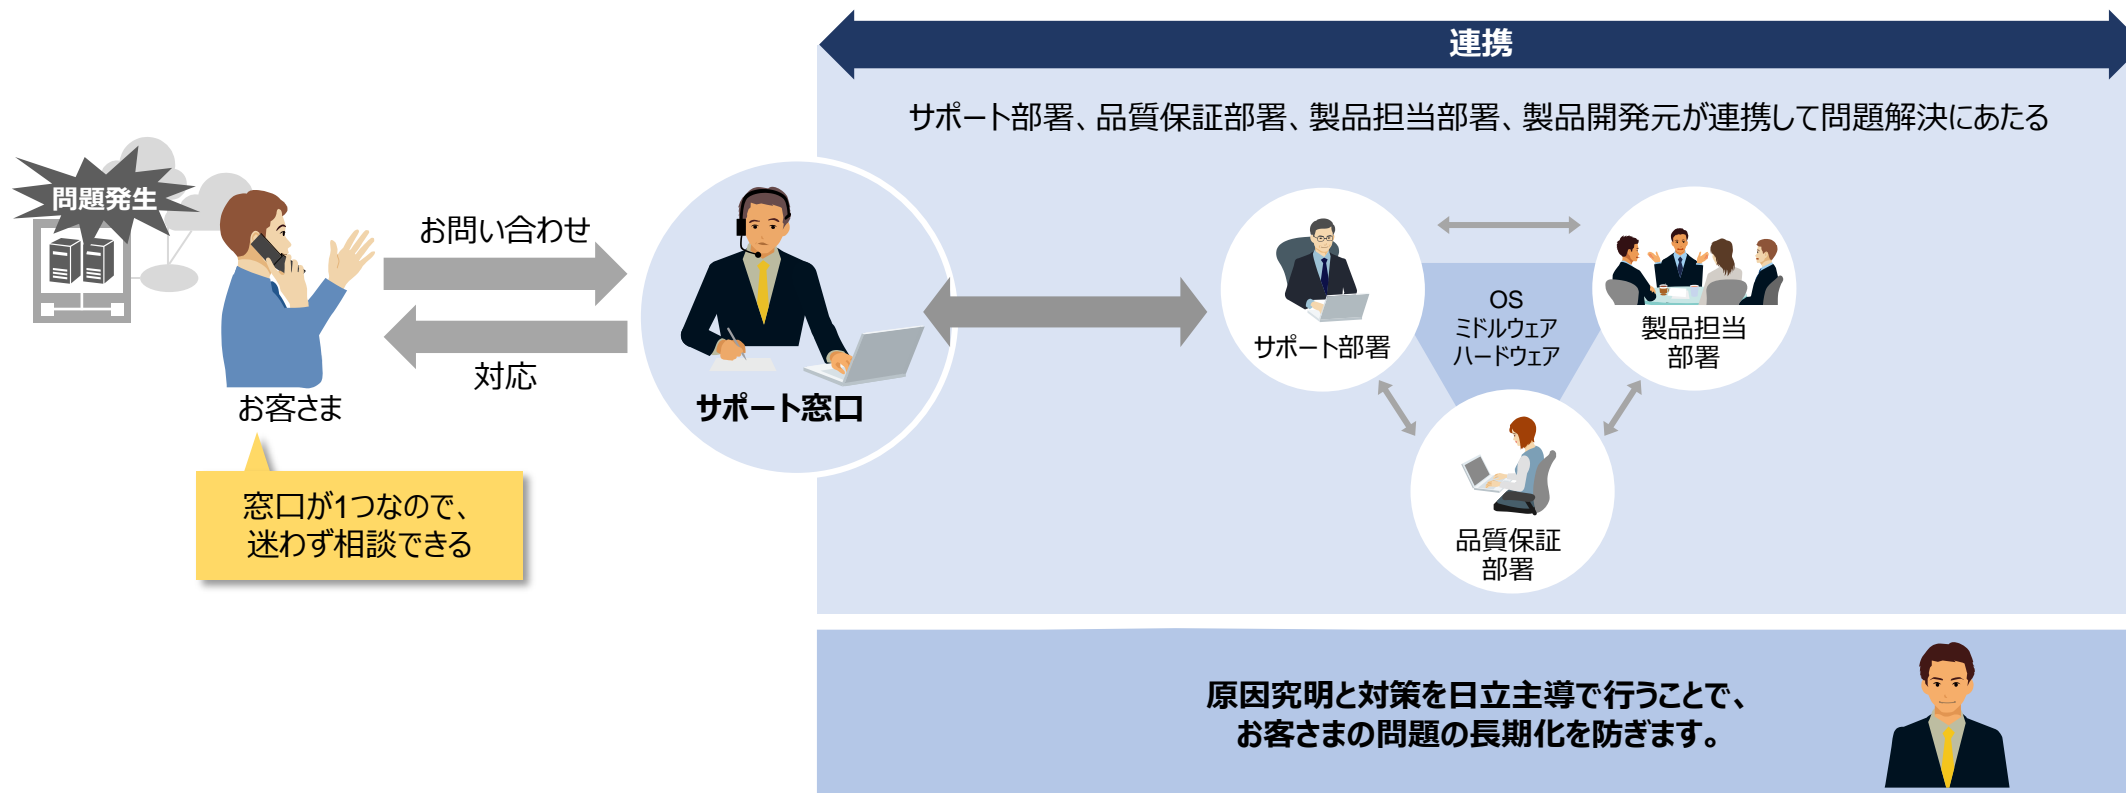 連携
サポート部署、品質保証部署、製品担当部署、製品開発元が連携して問題解決にあたる
問題発生
お問い合わせ
対応
お客さま
窓口が1つなので、
迷わず相談できる
サポート窓口
サポート部署
OS
ミドルウェア
ハードウェア
製品担当
部署
品質保証
部署
原因究明と対策を日立主導で行うことで、
お客さまの問題の長期化を防ぎます。